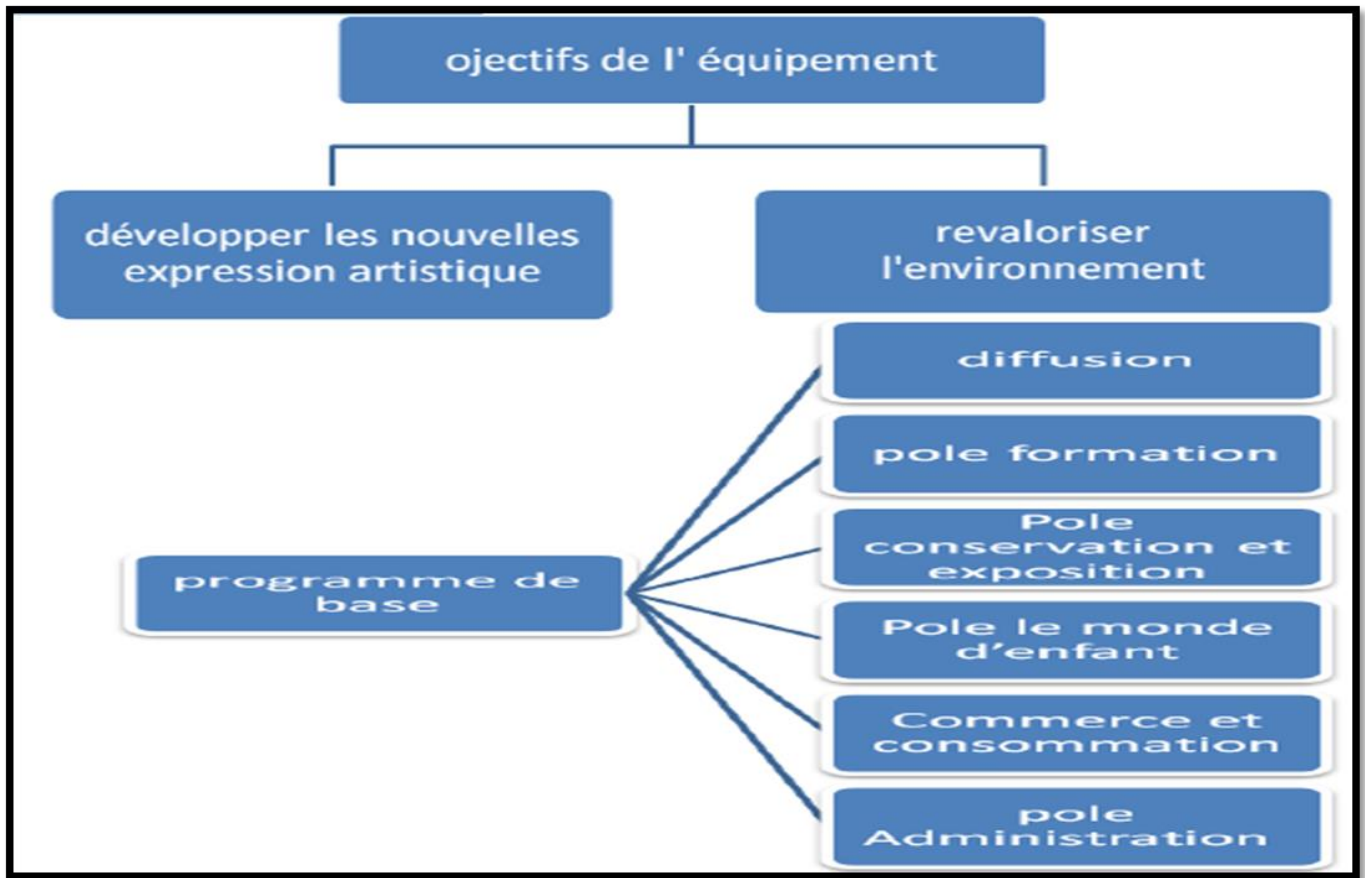 ojectifs de l' équipement
développer les nouvelles
expression artistique
revaloriser
l'environnement
programme de
base
diffusion
pole formation
Pole
conservation et
exposition
Pole le monde
d’enfant
Commerce et
consommation
pole
Administration